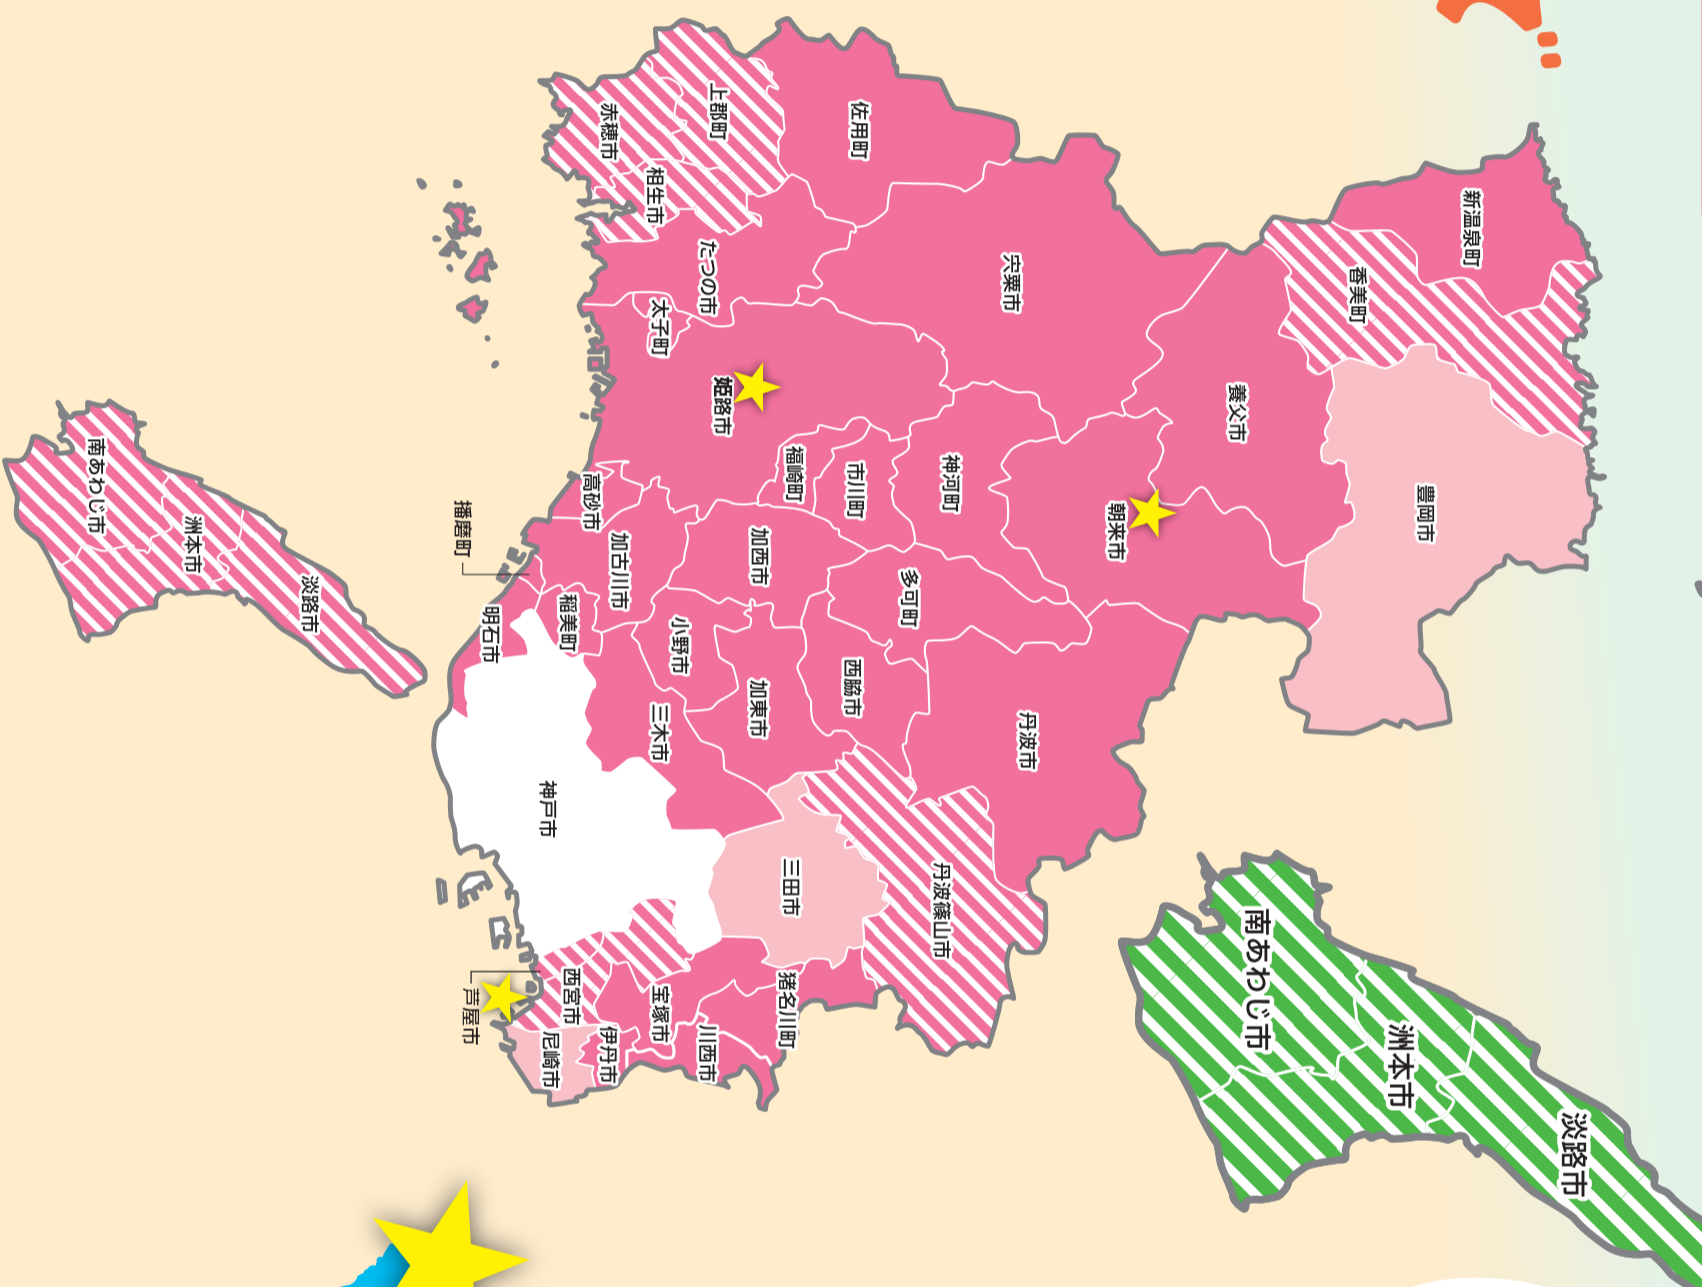 新温泉町
香美町
豊岡市
養父市
朝来市
宍粟市
神河町
佐用町
多可町
丹波市
丹波篠山市
市川町
西脇市
福崎町
加西市
加東市
三田市
猪名川町
上郡町
たつの市
姫路市
小野市
三木市
川西市
相生市
太子町
宝塚市
赤穂市
加古川市
伊丹市
高砂市
稲美町
西宮市
尼崎市
神戸市
明石市
播磨町
芦屋市
淡路市
洲本市
南あわじ市
淡路市
洲本市
南あわじ市